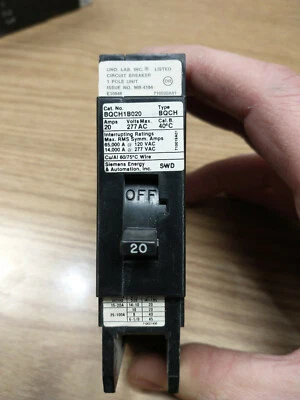 UND. LAB. INC.® LISTED
CIRCUIT BREAKER
1 POLE UNIT
ISSUE NO.
Cat. No. Type
BQCH1B020 BQCH
Amps Volts Max. Cal. B.
20 277 AC 40°C
Interrupting Ratings
Max. RMS Symm. Amps
65,000 A @ 120 VAC
14,000 A @ 277 VAC
Cu/Al 60/75°C Wire
Siemens Energy SWD
& Automation, Inc.
OFF
20